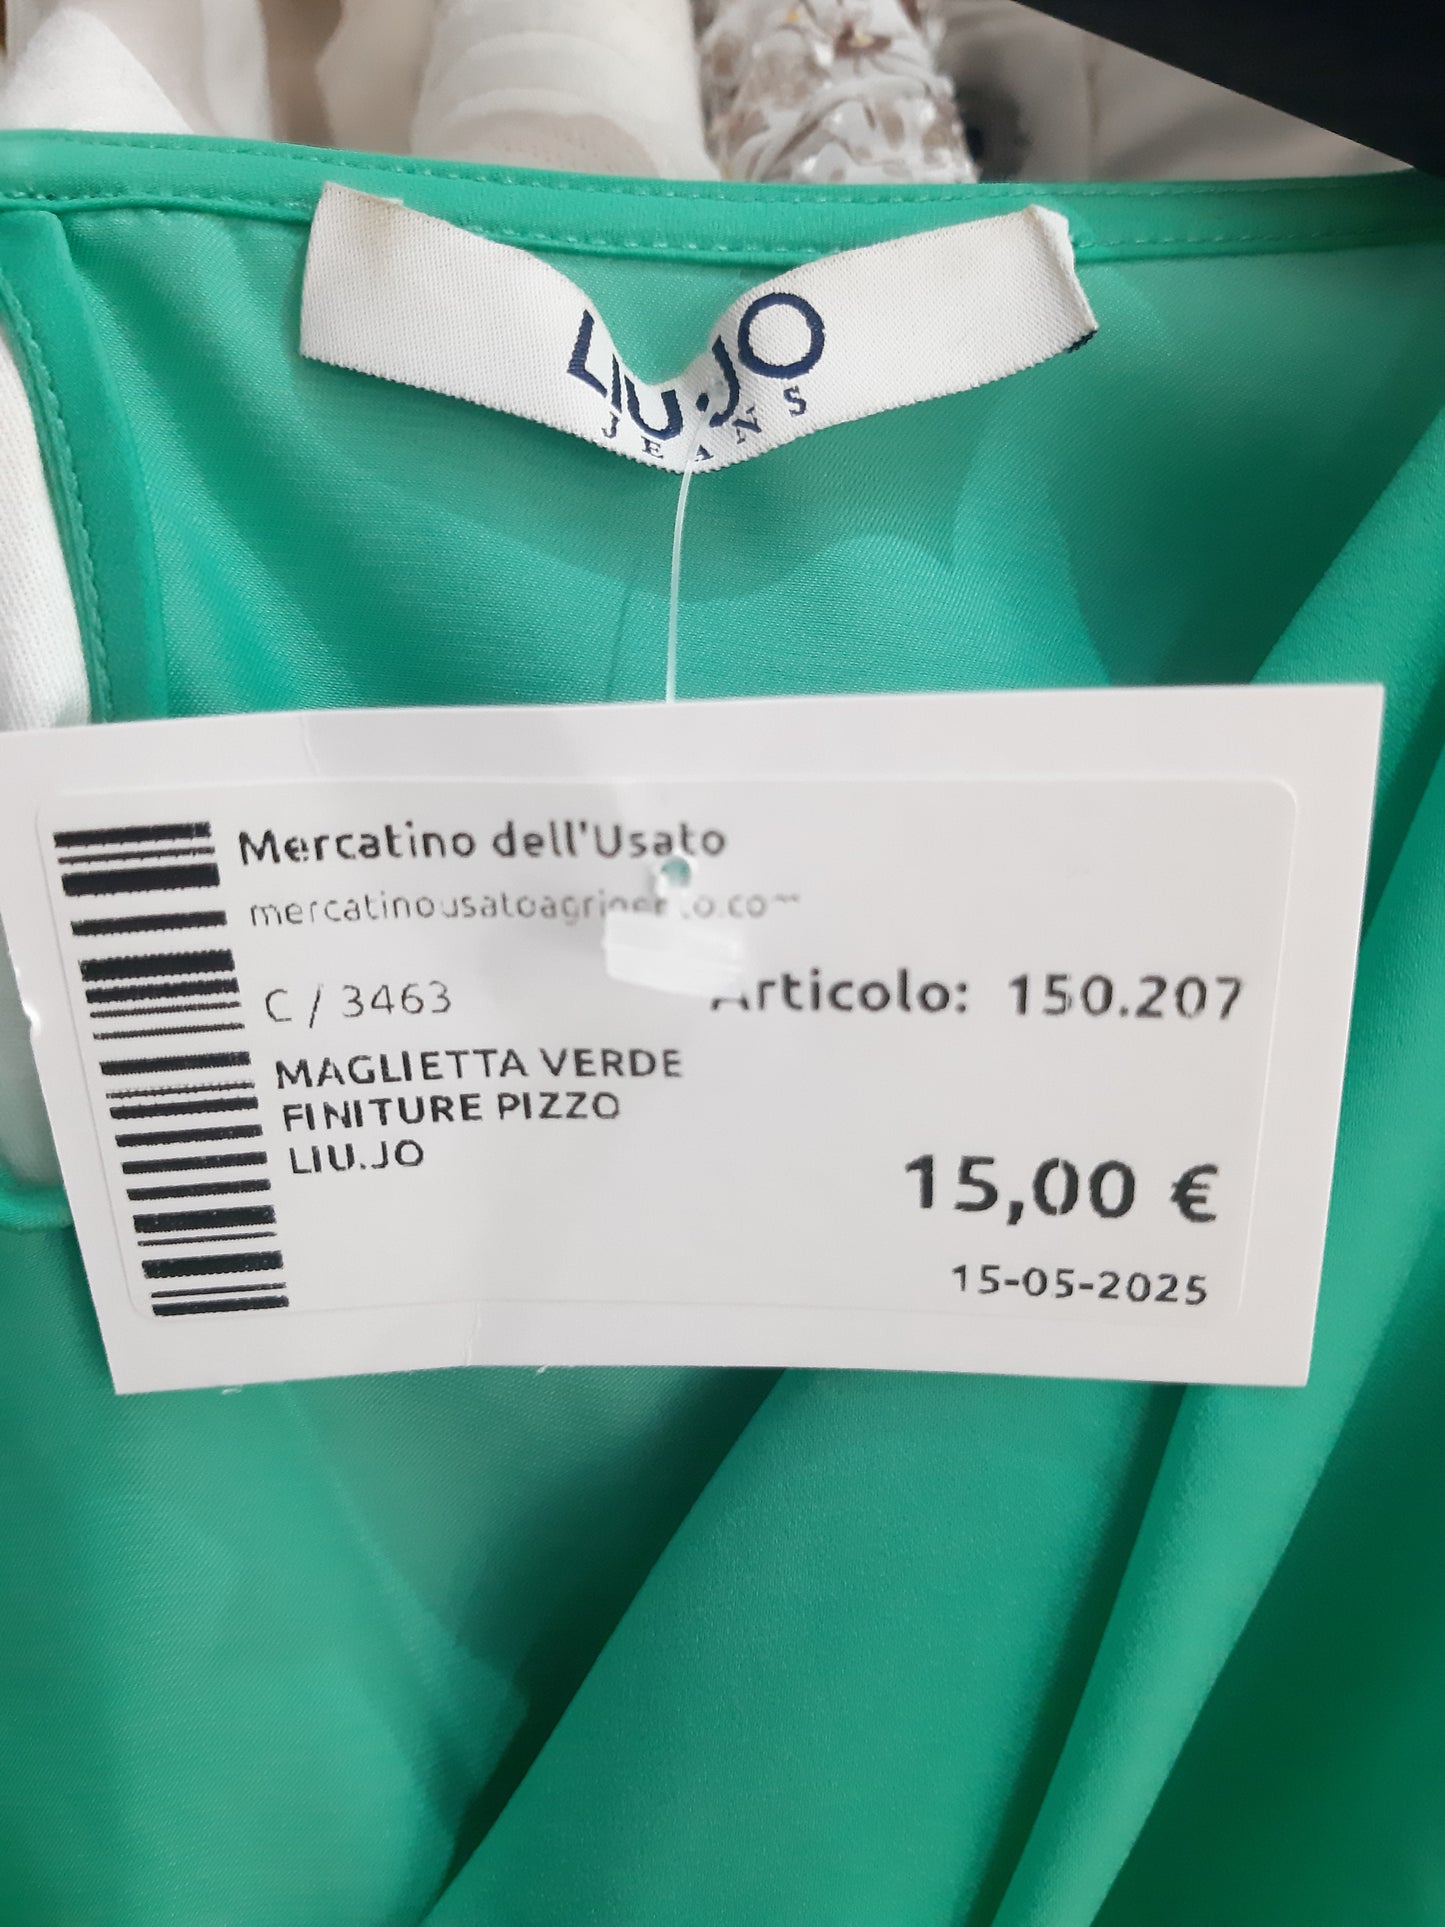 LIU·JO
JEANS
Mercatino dell'Usato
C / 3463
Articolo: 150.207
MAGLIETTA VERDE
FINITURE PIZZO
LIU.JO
15,00 €
15-05-2025